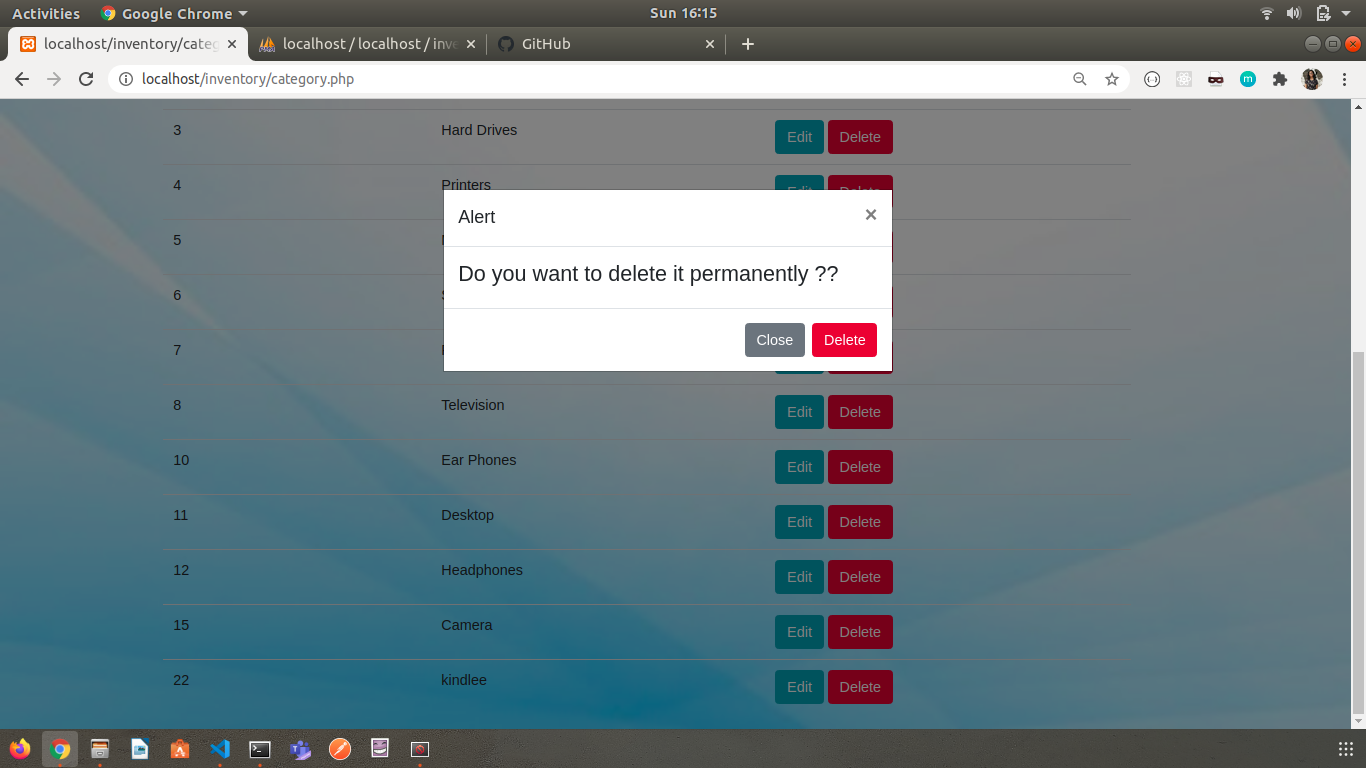 Activities Google Chrome Sun 16:15
localhost/inventory/categ localhost / localhost / inve GitHub
localhost/inventory/category.php
3 Hard Drives Edit Delete
4 Printers Edit Delete
Alert ×
5
Do you want to delete it permanently ??
6
7
Close Delete
8 Television Edit Delete
10 Ear Phones Edit Delete
11 Desktop Edit Delete
12 Headphones Edit Delete
15 Camera Edit Delete
22 kindlee Edit Delete